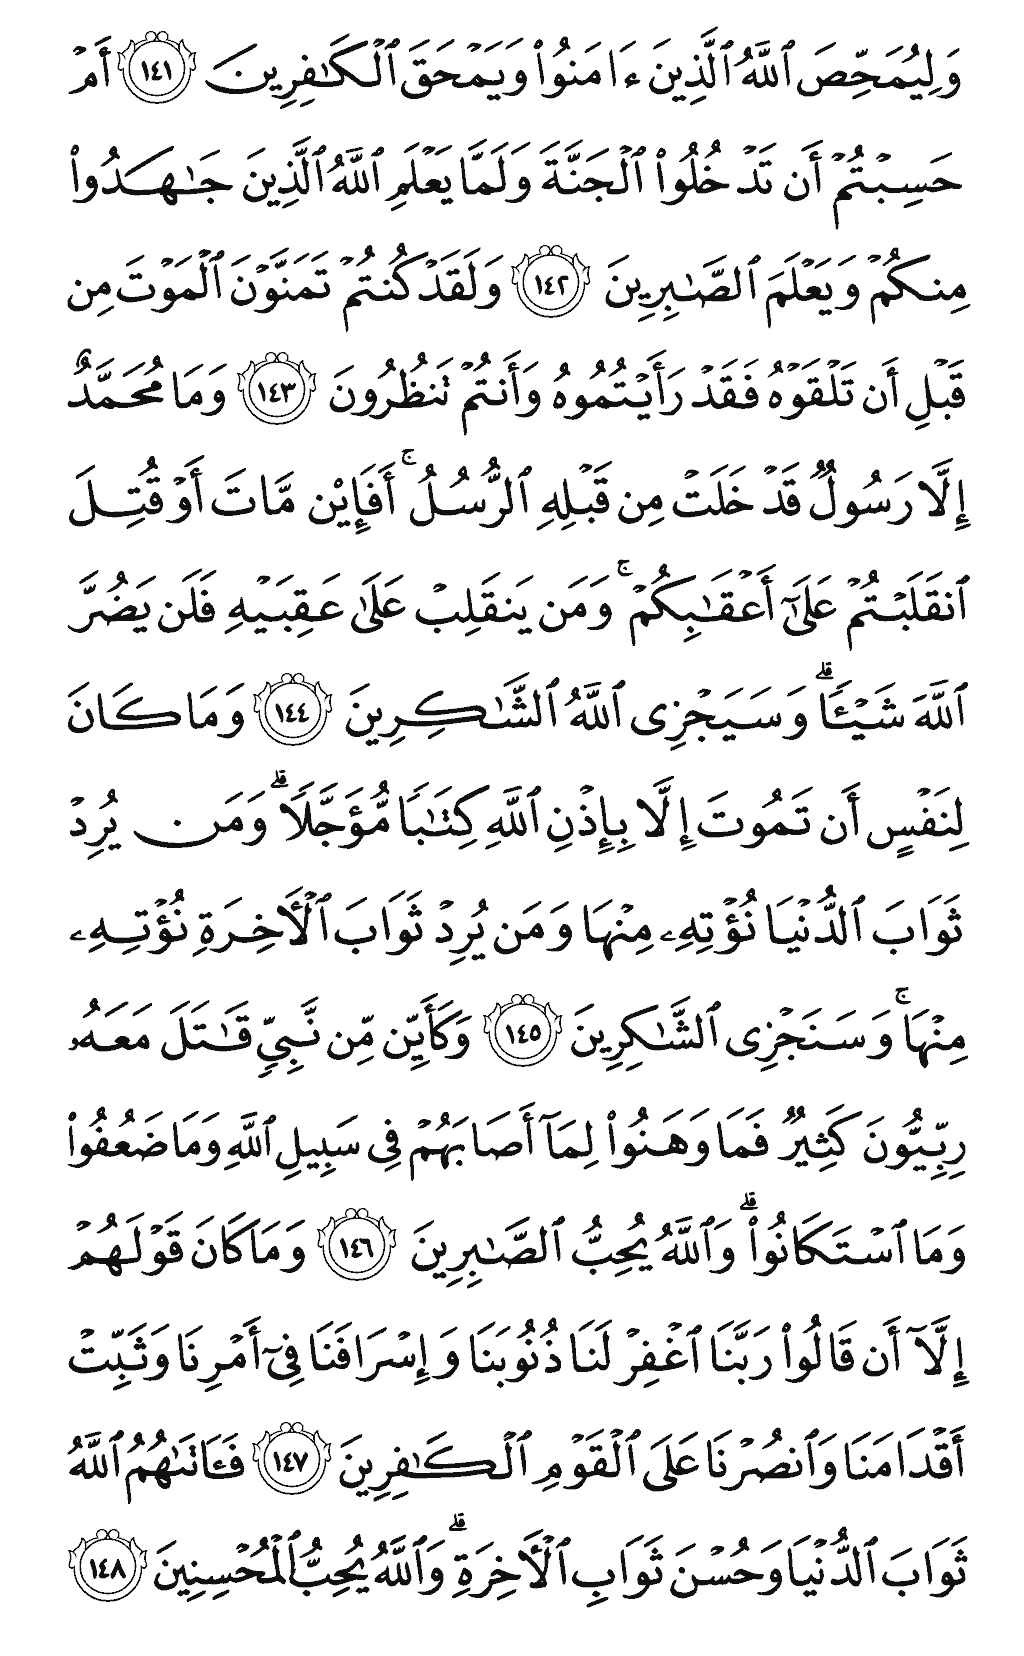 وَلِيُمَحِّصَ ٱللَّهُ ٱلَّذِينَ ءَامَنُوا۟ وَيَمْحَقَ ٱلْكَـٰفِرِينَ ١٤١ أَمْ
حَسِبْتُمْ أَن تَدْخُلُوا۟ ٱلْجَنَّةَ وَلَمَّا يَعْلَمِ ٱللَّهُ ٱلَّذِينَ جَـٰهَدُوا۟
مِنكُمْ وَيَعْلَمَ ٱلصَّـٰبِرِينَ ١٤٢ وَلَقَدْ كُنتُمْ تَمَنَّوْنَ ٱلْمَوْتَ مِن
قَبْلِ أَن تَلْقَوْهُ فَقَدْ رَأَيْتُمُوهُ وَأَنتُمْ تَنظُرُونَ ١٤٣ وَمَا مُحَمَّدٌ
إِلَّا رَسُولٌ قَدْ خَلَتْ مِن قَبْلِهِ ٱلرُّسُلُ ۚ أَفَإِي۟ن مَّاتَ أَوْ قُتِلَ
ٱنقَلَبْتُمْ عَلَىٰٓ أَعْقَـٰبِكُمْ ۚ وَمَن يَنقَلِبْ عَلَىٰ عَقِبَيْهِ فَلَن يَضُرَّ
ٱللَّهَ شَيْـًٔا ۗ وَسَيَجْزِى ٱللَّهُ ٱلشَّـٰكِرِينَ ١٤٤ وَمَا كَانَ
لِنَفْسٍ أَن تَمُوتَ إِلَّا بِإِذْنِ ٱللَّهِ كِتَـٰبًا مُّؤَجَّلًا ۗ وَمَن يُرِدْ
ثَوَابَ ٱلدُّنْيَا نُؤْتِهِۦ مِنْهَا وَمَن يُرِدْ ثَوَابَ ٱلْـَٔاخِرَةِ نُؤْتِهِۦ
مِنْهَا ۚ وَسَنَجْزِى ٱلشَّـٰكِرِينَ ١٤٥ وَكَأَيِّن مِّن نَّبِىٍّ قَـٰتَلَ مَعَهُۥ
رِبِّيُّونَ كَثِيرٌ فَمَا وَهَنُوا۟ لِمَآ أَصَابَهُمْ فِى سَبِيلِ ٱللَّهِ وَمَا ضَعُفُوا۟
وَمَا ٱسْتَكَانُوا۟ ۗ وَٱللَّهُ يُحِبُّ ٱلصَّـٰبِرِينَ ١٤٦ وَمَا كَانَ قَوْلَهُمْ
إِلَّآ أَن قَالُوا۟ رَبَّنَا ٱغْفِرْ لَنَا ذُنُوبَنَا وَإِسْرَافَنَا فِىٓ أَمْرِنَا وَثَبِّتْ
أَقْدَامَنَا وَٱنصُرْنَا عَلَى ٱلْقَوْمِ ٱلْكَـٰفِرِينَ ١٤٧ فَـَٔاتَىٰهُمُ ٱللَّهُ
ثَوَابَ ٱلدُّنْيَا وَحُسْنَ ثَوَابِ ٱلْـَٔاخِرَةِ ۗ وَٱللَّهُ يُحِبُّ ٱلْمُحْسِنِينَ ١٤٨